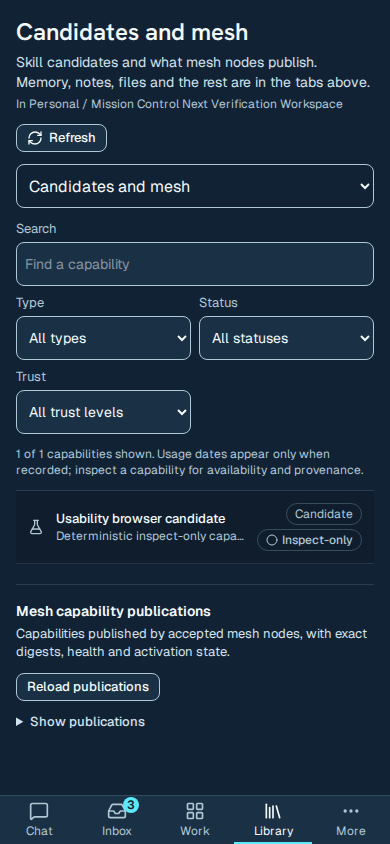 Candidates and mesh
Skill candidates and what mesh nodes publish.
Memory, notes, files and the rest are in the tabs above.
In Personal / Mission Control Next Verification Workspace
Refresh
Candidates and mesh
Search
Find a capability
Type
Status
All types
All statuses
Trust
All trust levels
1 of 1 capabilities shown. Usage dates appear only when
recorded; inspect a capability for availability and provenance.
Usability browser candidate
Candidate
Deterministic inspect-only capa...
Inspect-only
Mesh capability publications
Capabilities published by accepted mesh nodes, with exact
digests, health and activation state.
Reload publications
Show publications
3
Chat
Inbox
Work
Library
More